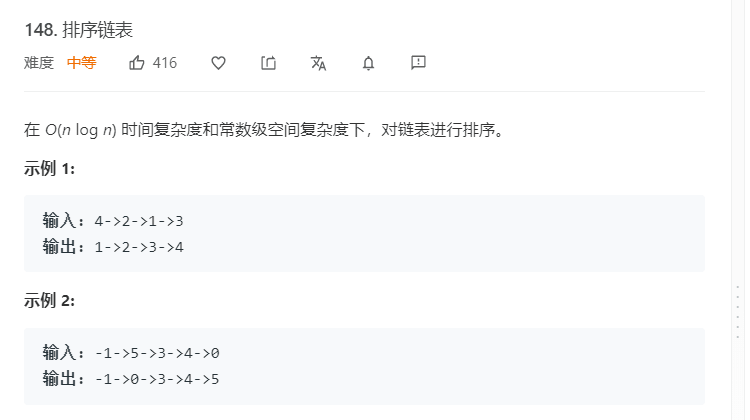 148. 排序链表
难度 中等 416
在 O(n log n) 时间复杂度和常数级空间复杂度下，对链表进行排序。
示例 1:
输入: 4->2->1->3
输出: 1->2->3->4
示例 2:
输入: -1->5->3->4->0
输出: -1->0->3->4->5